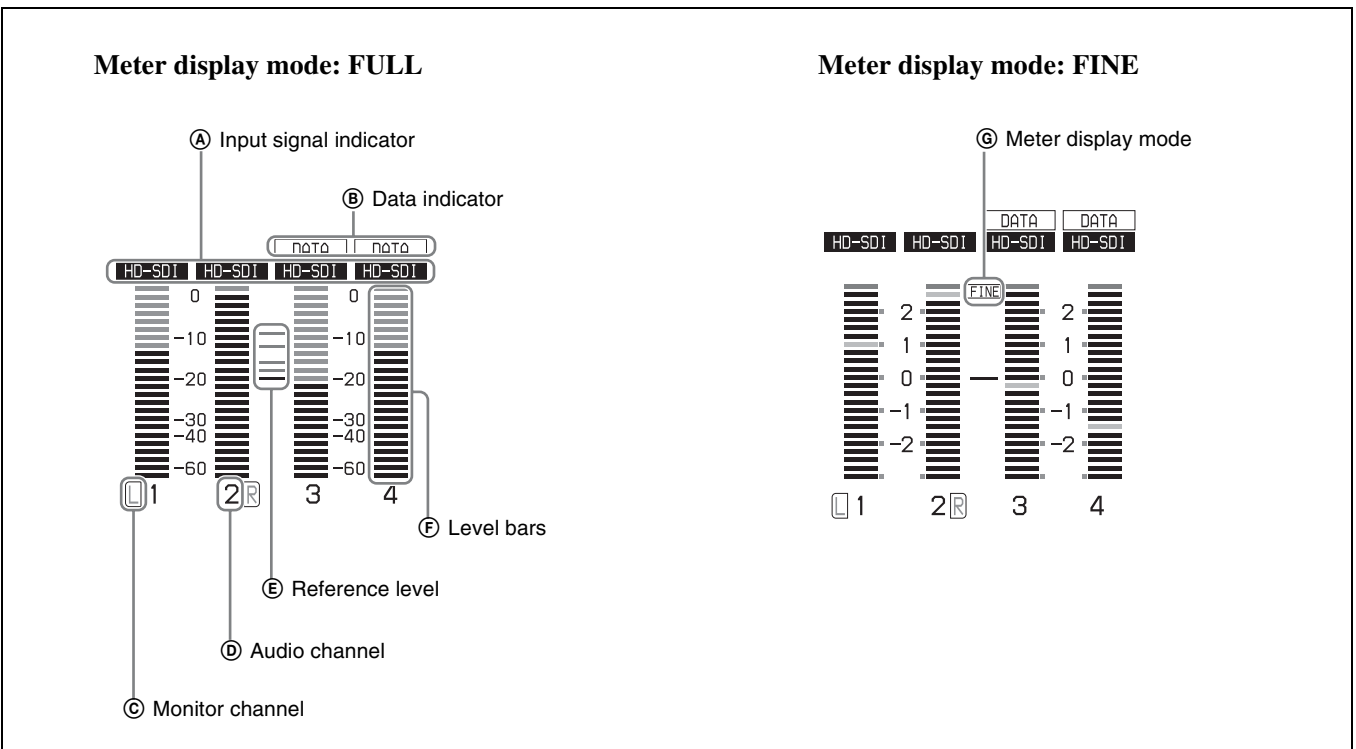 Meter display mode: FULL
Ⓐ Input signal indicator
Ⓑ Data indicator
DATA DATA
HD-SDI HD-SDI HD-SDI HD-SDI
0 0
−10 −10
−20 −20
−30 −30
−40 −40
−60 −60
L 1 2 R 3 4
Ⓕ Level bars
Ⓔ Reference level
Ⓓ Audio channel
Ⓒ Monitor channel
Meter display mode: FINE
Ⓖ Meter display mode
DATA DATA
HD-SDI HD-SDI HD-SDI HD-SDI
FINE
2 2
1 1
0 0
−1 −1
−2 −2
L 1 2 R 3 4